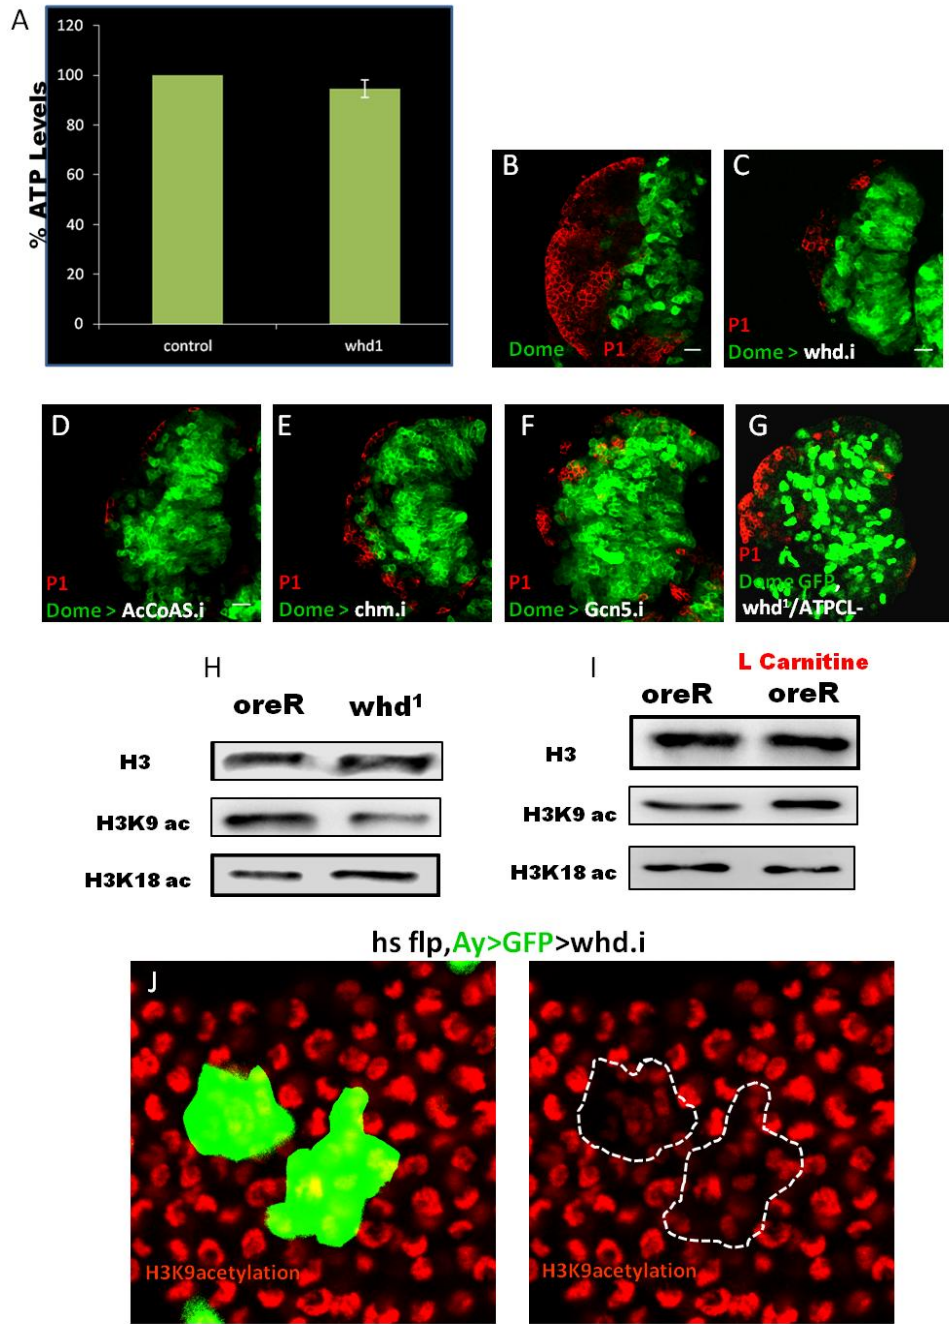 A
120
100
80
60
40
20
0
% ATP Levels
control
whd1
B
Dome P1
C
P1
Dome > whd.i
D
P1
Dome > AcCoAS.i
E
P1
Dome > chm.i
F
P1
Dome > Gcn5.i
G
P1
Dome GFP,
whd¹/ATPCL-
H
oreR whd¹
H3
H3K9 ac
H3K18 ac
I
L Carnitine
oreR oreR
H3
H3K9 ac
H3K18 ac
hs flp,Ay>GFP>whd.i
J
H3K9acetylation
H3K9acetylation